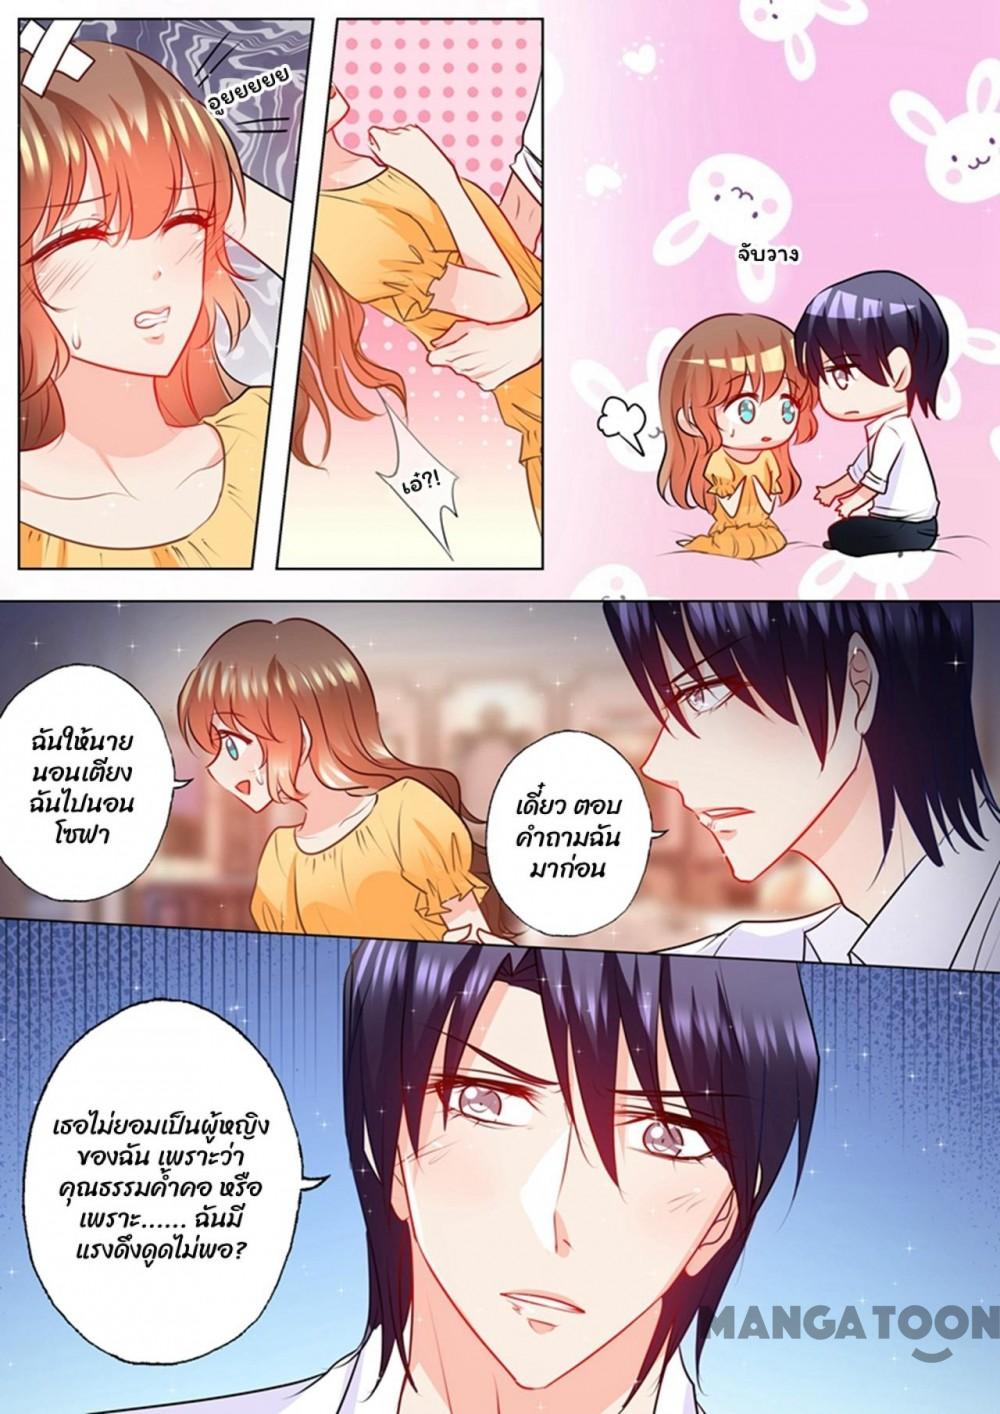 อูยยยยย
เอ๋?!
จับวาง
ฉันให้นาย
นอนเตียง
ฉันไปนอน
โซฟา
เดี๋ยว ตอบ
คำถามฉัน
มาก่อน
เธอไม่ยอมเป็นผู้หญิง
ของฉัน เพราะว่า
คุณธรรมค้ำคอ หรือ
เพราะ...... ฉันมี
แรงดึงดูดไม่พอ?
MANGATOON